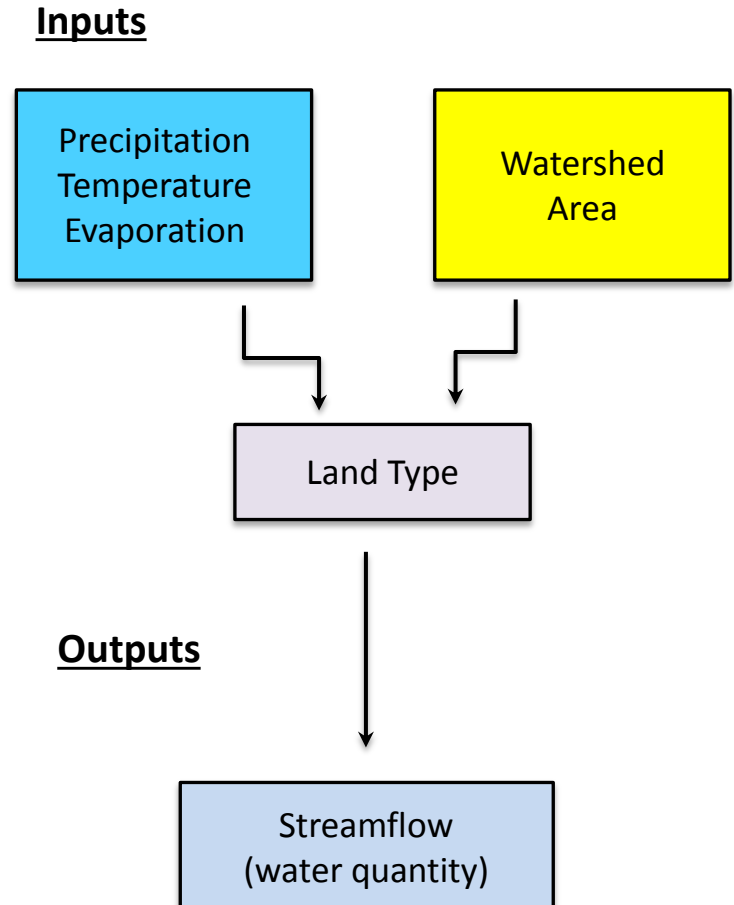 Inputs
Precipitation
Temperature
Evaporation
Watershed
Area
Land Type
Outputs
Streamflow
(water quantity)